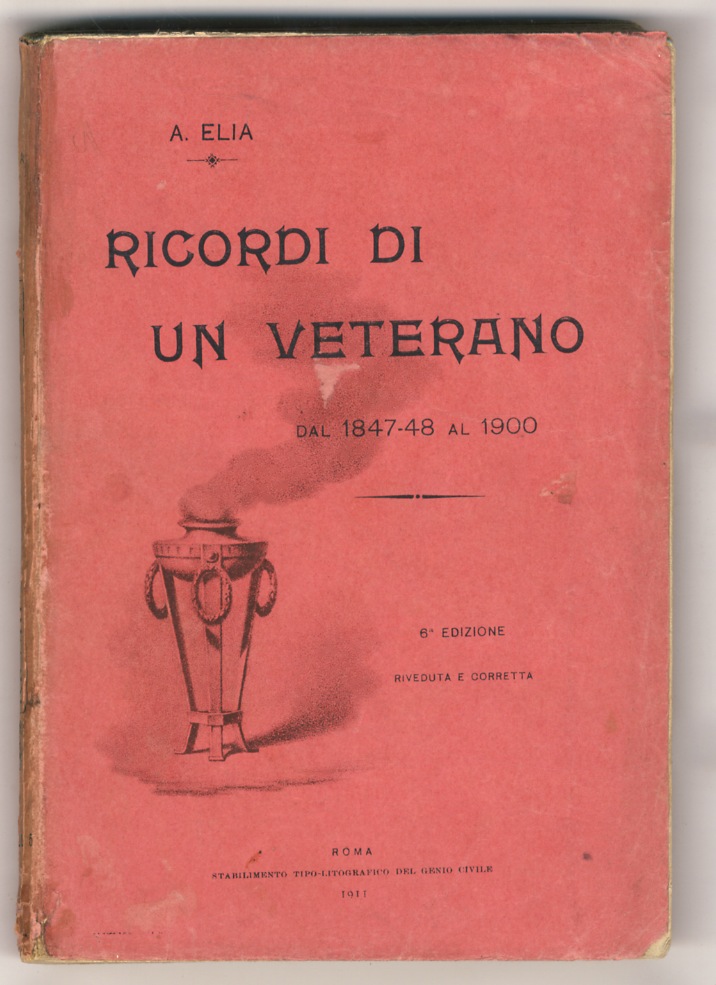 A. ELIA
RICORDI DI
UN VETERANO
DAL 1847-48 AL 1900
6ª EDIZIONE
RIVEDUTA E CORRETTA
ROMA
STABILIMENTO TIPO-LITOGRAFICO DEL GENIO CIVILE
1911